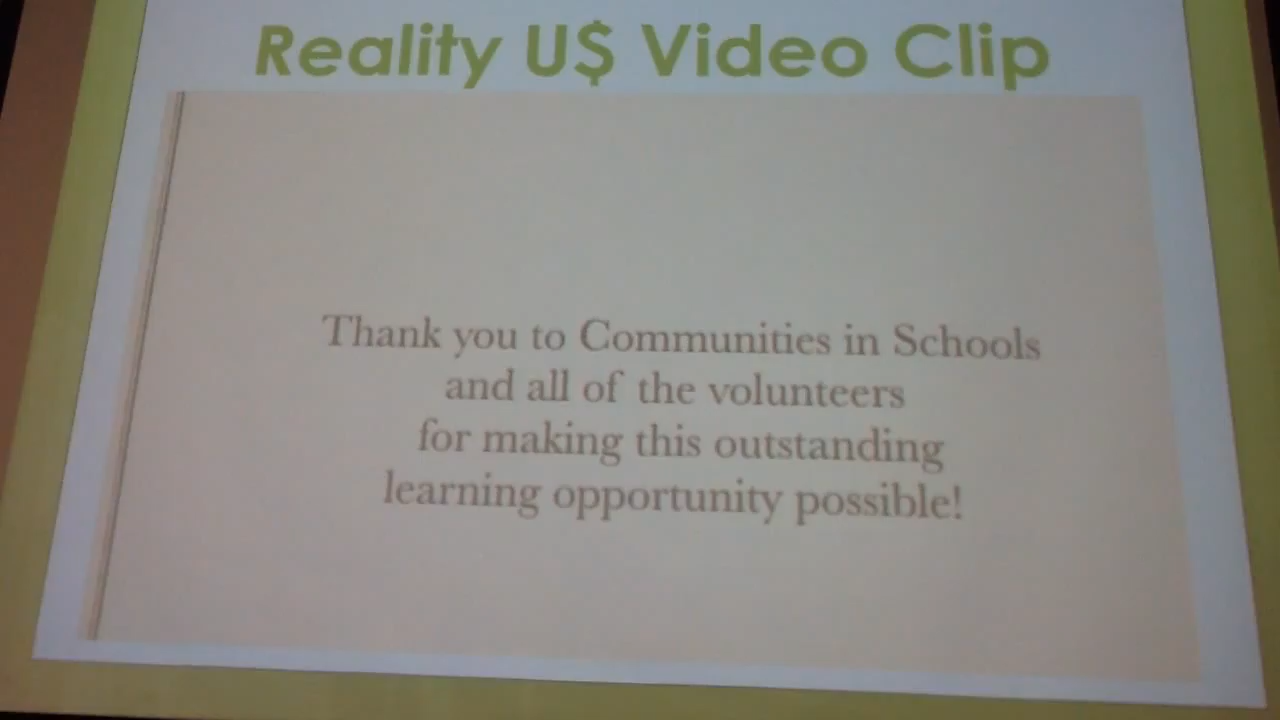 Reality U$ Video Clip
Thank you to Communities in Schools
and all of the volunteers
for making this outstanding
learning opportunity possible!